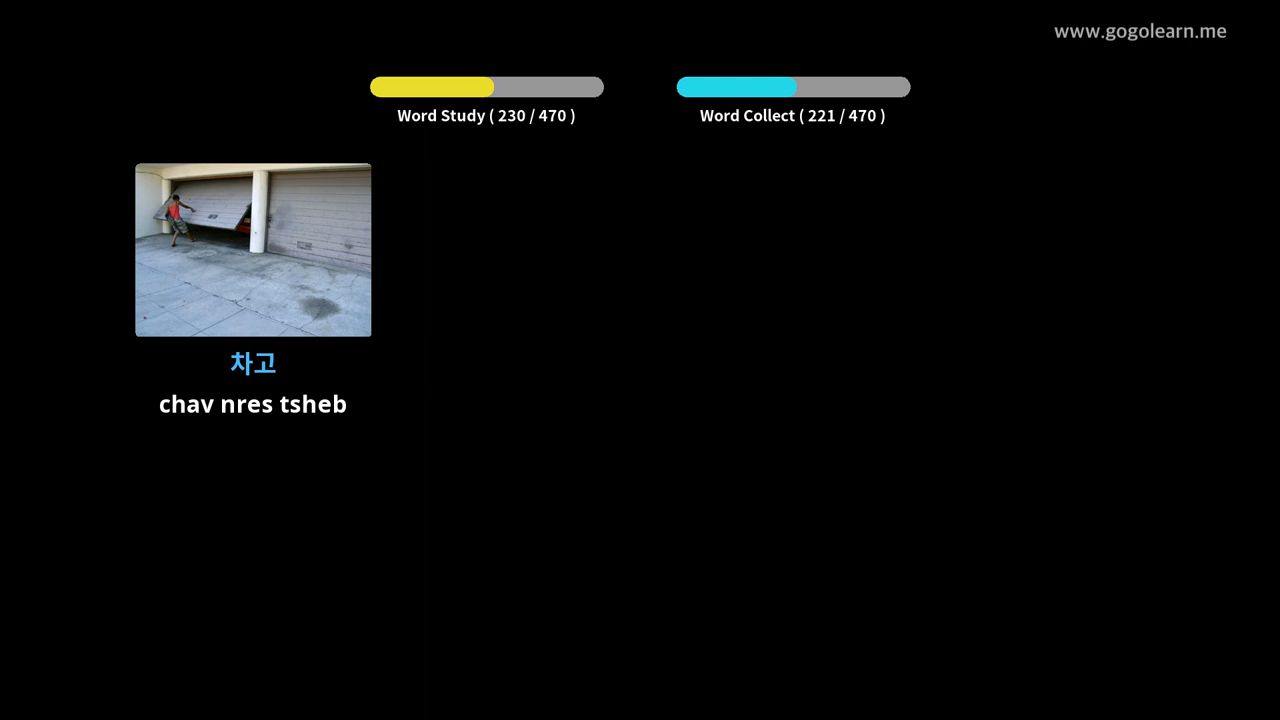 www.gogolearn.me
Word Study ( 230 / 470 )
Word Collect ( 221 / 470 )
차고
chav nres tsheb